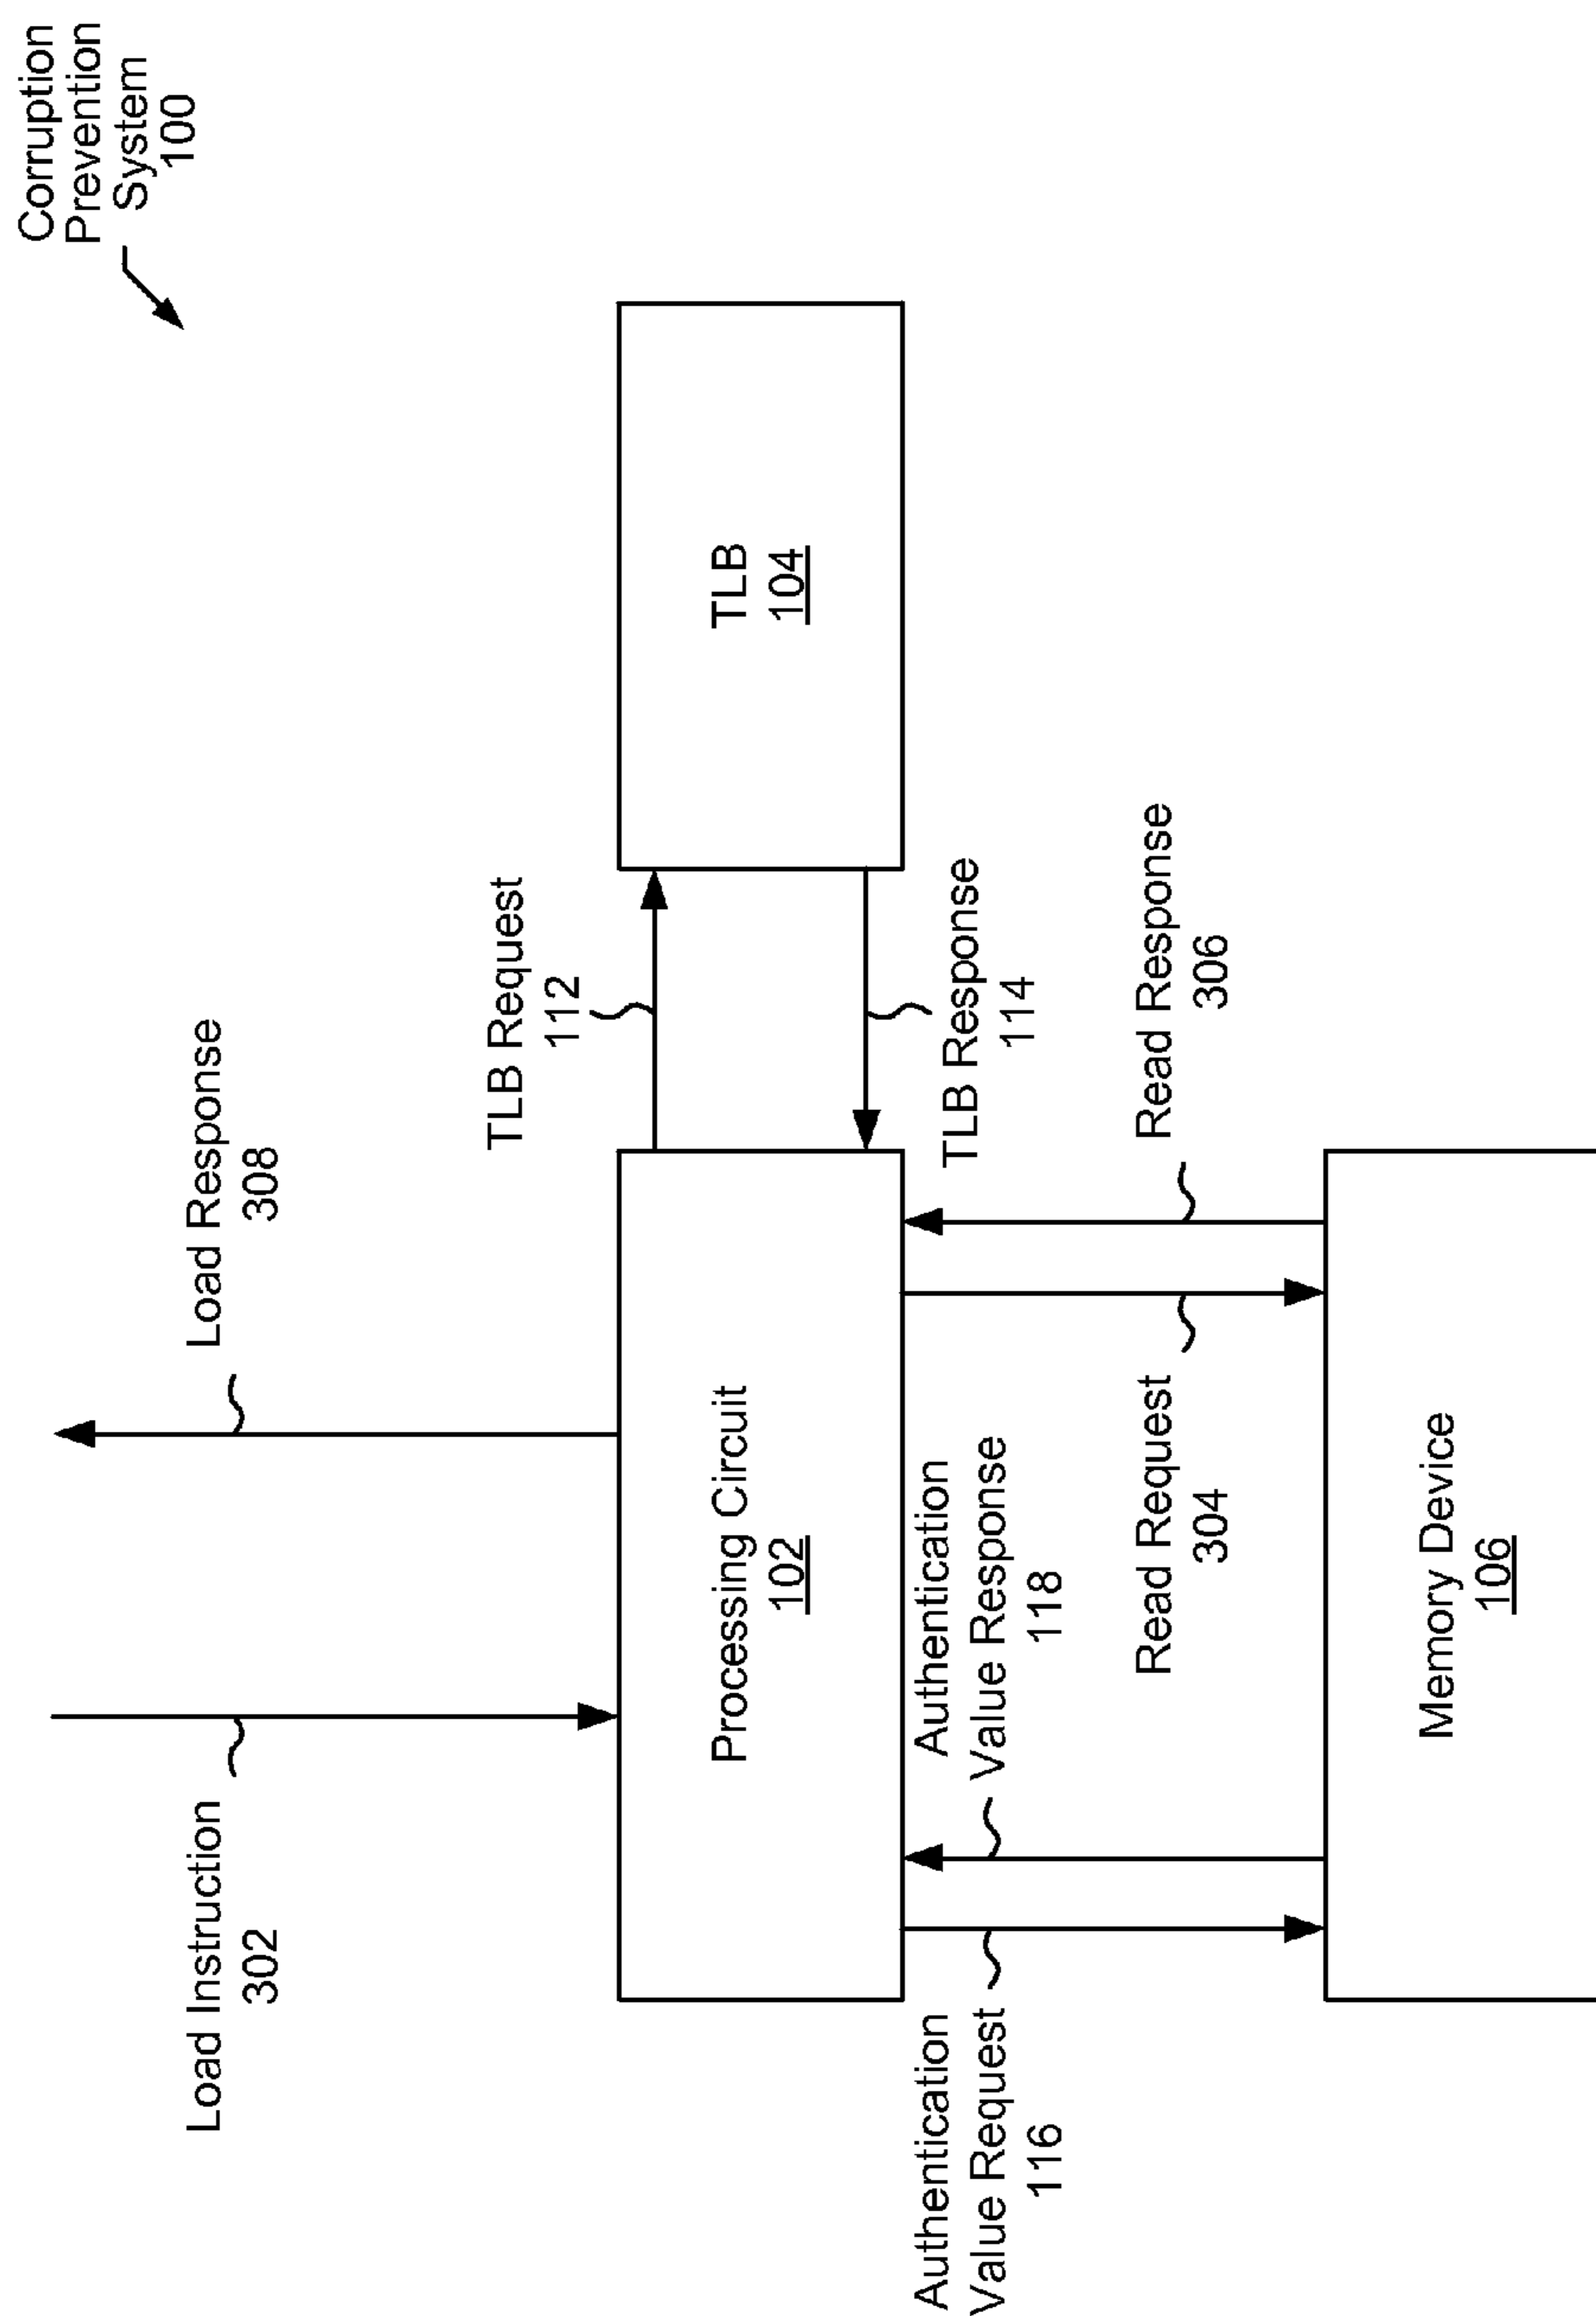 Corruption
Prevention
System
100
Load Instruction
302
Load Response
308
TLB Request
112
Processing Circuit
102
TLB
104
TLB Response
114
Authentication
Value Request
116
Authentication
Value Response
118
Read Request
304
Read Response
306
Memory Device
106